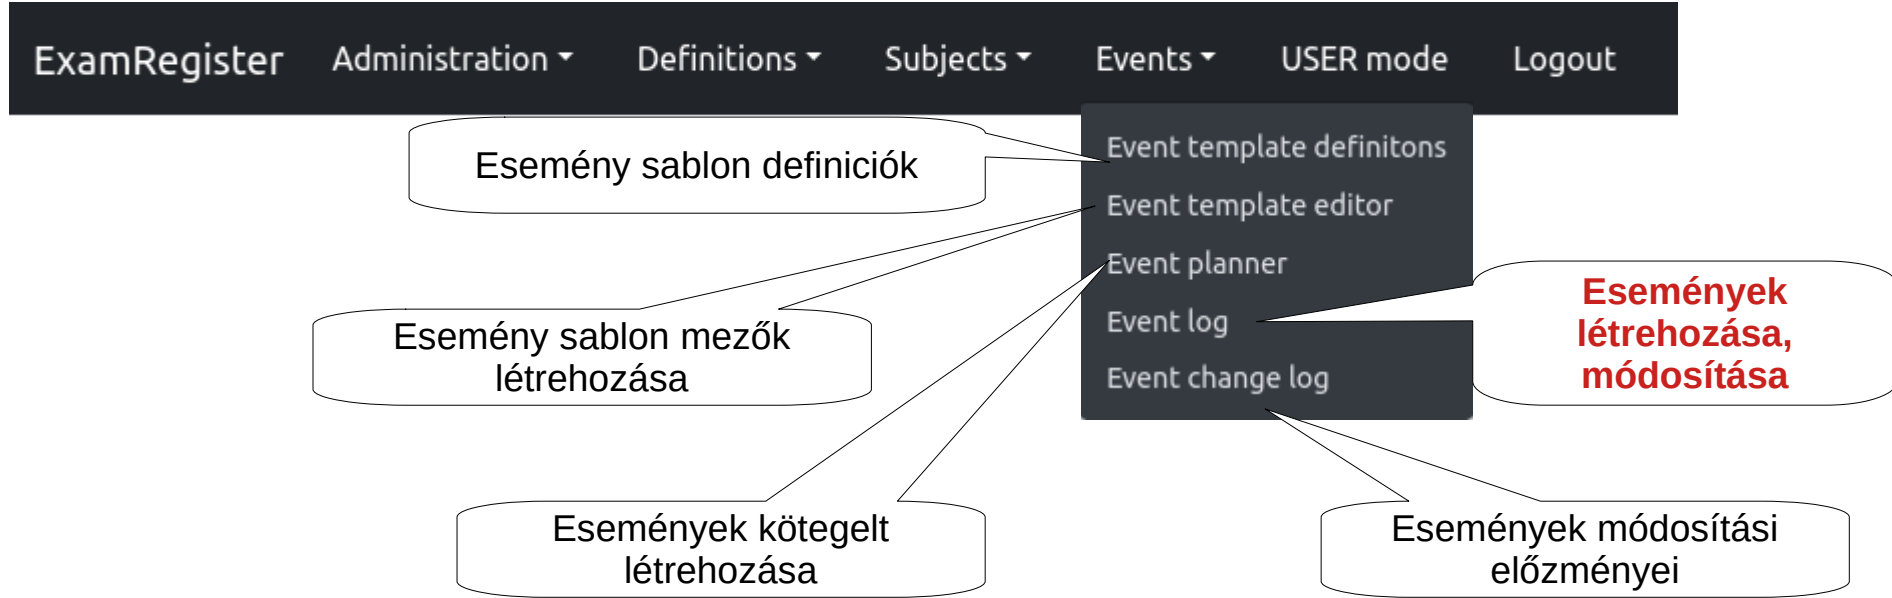 ExamRegister Administration Definitions Subjects Events USER mode Logout
Esemény sablon definiciók
Event template definitons
Event template editor
Event planner
Event log
Event change log
Esemény sablon mezők
létrehozása
Események
létrehozása,
módosítása
Események kötegelt
létrehozása
Események módosítási
előzményei